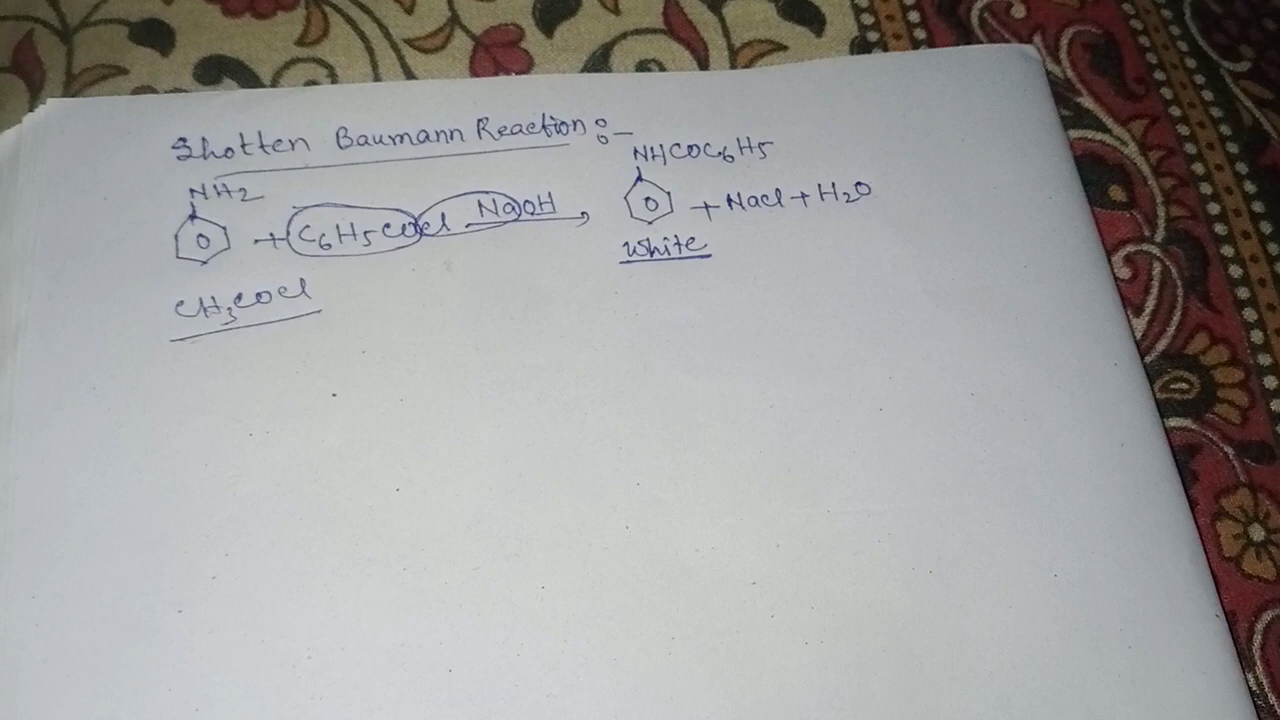 Shotten Baumann Reaction :-
NH2 + C6H5COCl NaOH → NHCOC6H5 + NaCl + H2O
White
CH3COCl